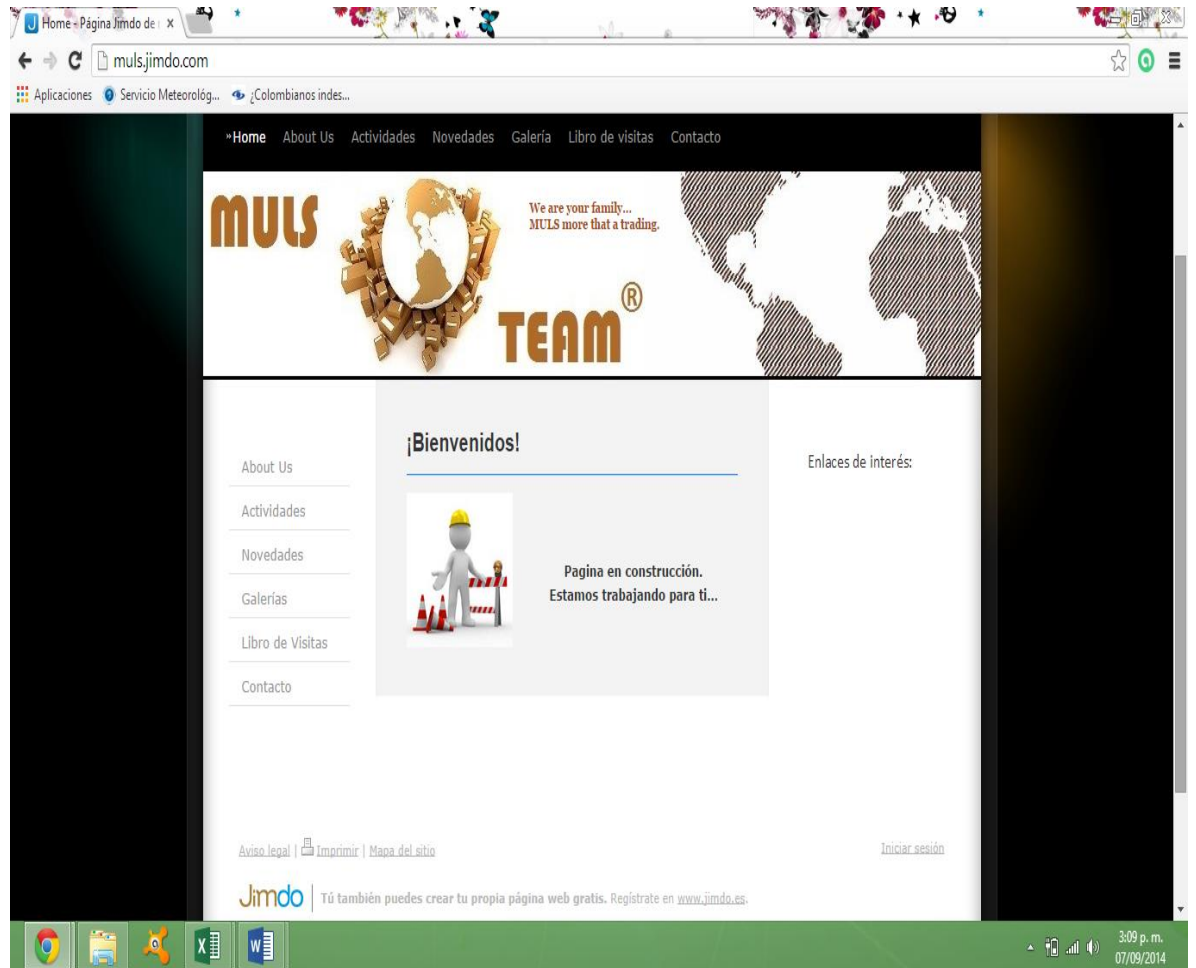 Home - Página Jimdo de
muls.jimdo.com
Aplicaciones Servicio Meteorológ... ¿Colombianos indes...
»Home About Us Actividades Novedades Galería Libro de visitas Contacto
MULS
We are your family...
MULS more that a trading.
TEAM®
¡Bienvenidos!
Enlaces de interés:
About Us
Actividades
Novedades
Galerías
Libro de Visitas
Contacto
Pagina en construcción.
Estamos trabajando para ti...
Aviso legal | Imprimir | Mapa del sitio
Iniciar sesión
Jimdo | Tú también puedes crear tu propia página web gratis. Regístrate en www.jimdo.es.
3:09 p. m.
07/09/2014